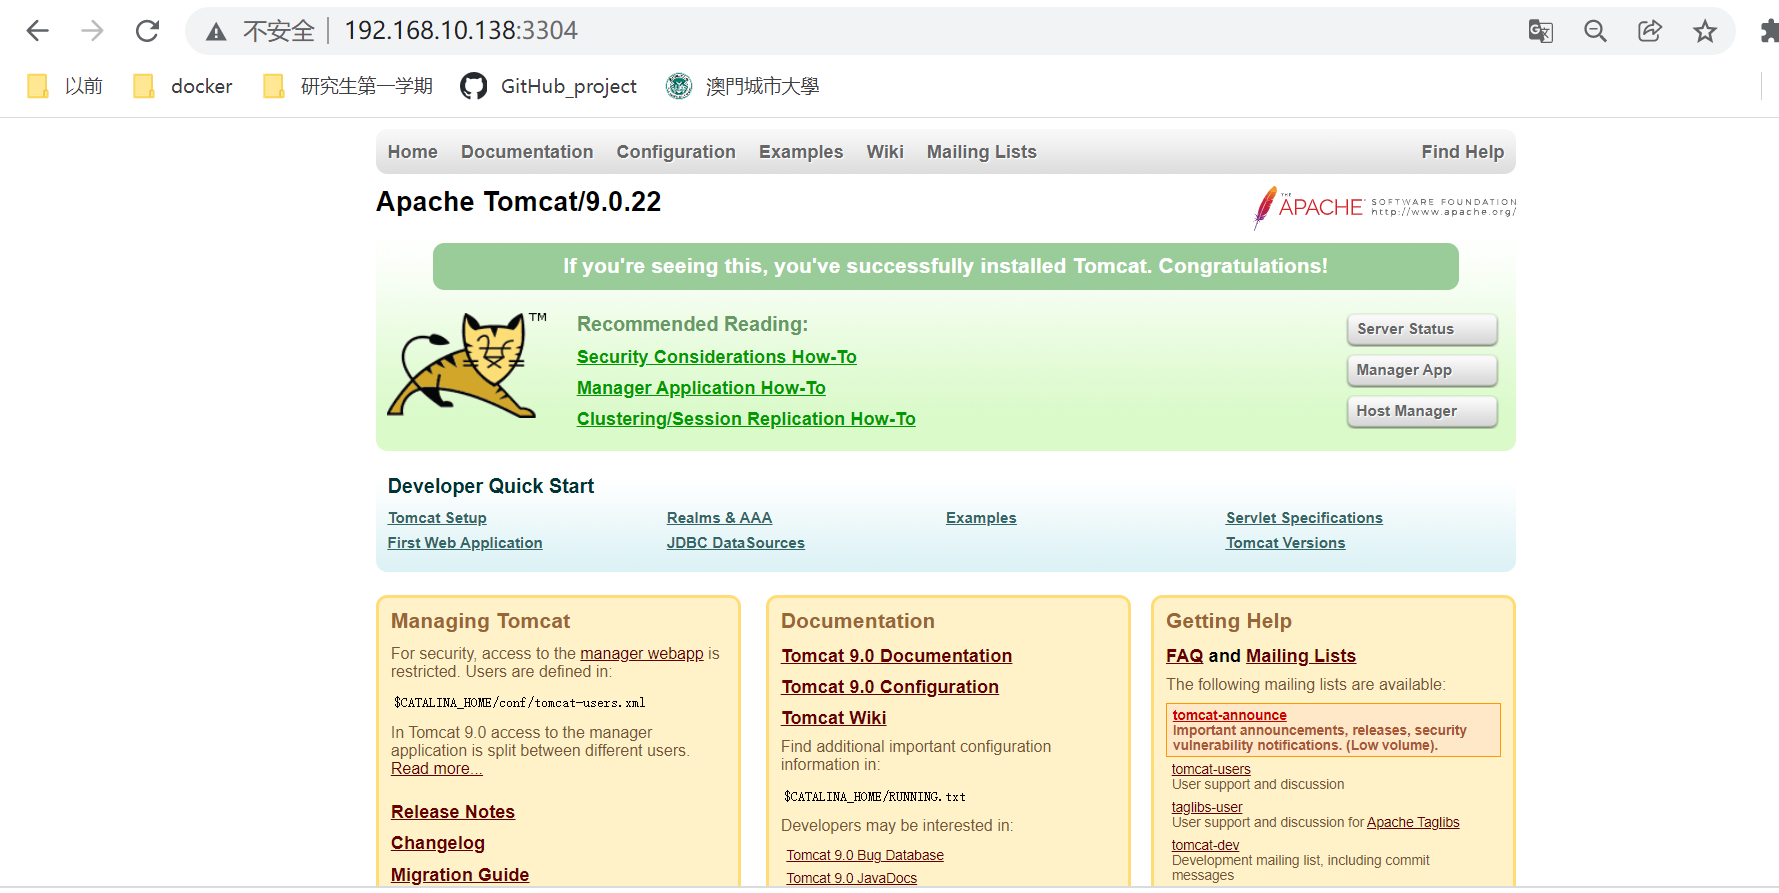 不安全 | 192.168.10.138:3304
以前 docker 研究生第一学期 GitHub_project 澳門城市大學
Home Documentation Configuration Examples Wiki Mailing Lists Find Help
Apache Tomcat/9.0.22
THE APACHE SOFTWARE FOUNDATION
http://www.apache.org/
If you're seeing this, you've successfully installed Tomcat. Congratulations!
TM
Recommended Reading:
Security Considerations How-To
Manager Application How-To
Clustering/Session Replication How-To
Server Status
Manager App
Host Manager
Developer Quick Start
Tomcat Setup
First Web Application
Realms & AAA
JDBC DataSources
Examples
Servlet Specifications
Tomcat Versions
Managing Tomcat
For security, access to the manager webapp is
restricted. Users are defined in:
$CATALINA_HOME/conf/tomcat-users.xml
In Tomcat 9.0 access to the manager
application is split between different users.
Read more...
Release Notes
Changelog
Migration Guide
Documentation
Tomcat 9.0 Documentation
Tomcat 9.0 Configuration
Tomcat Wiki
Find additional important configuration
information in:
$CATALINA_HOME/RUNNING.txt
Developers may be interested in:
Tomcat 9.0 Bug Database
Tomcat 9.0 JavaDocs
Getting Help
FAQ and Mailing Lists
The following mailing lists are available:
tomcat-announce
Important announcements, releases, security
vulnerability notifications. (Low volume).
tomcat-users
User support and discussion
taglibs-user
User support and discussion for Apache Taglibs
tomcat-dev
Development mailing list, including commit
messages